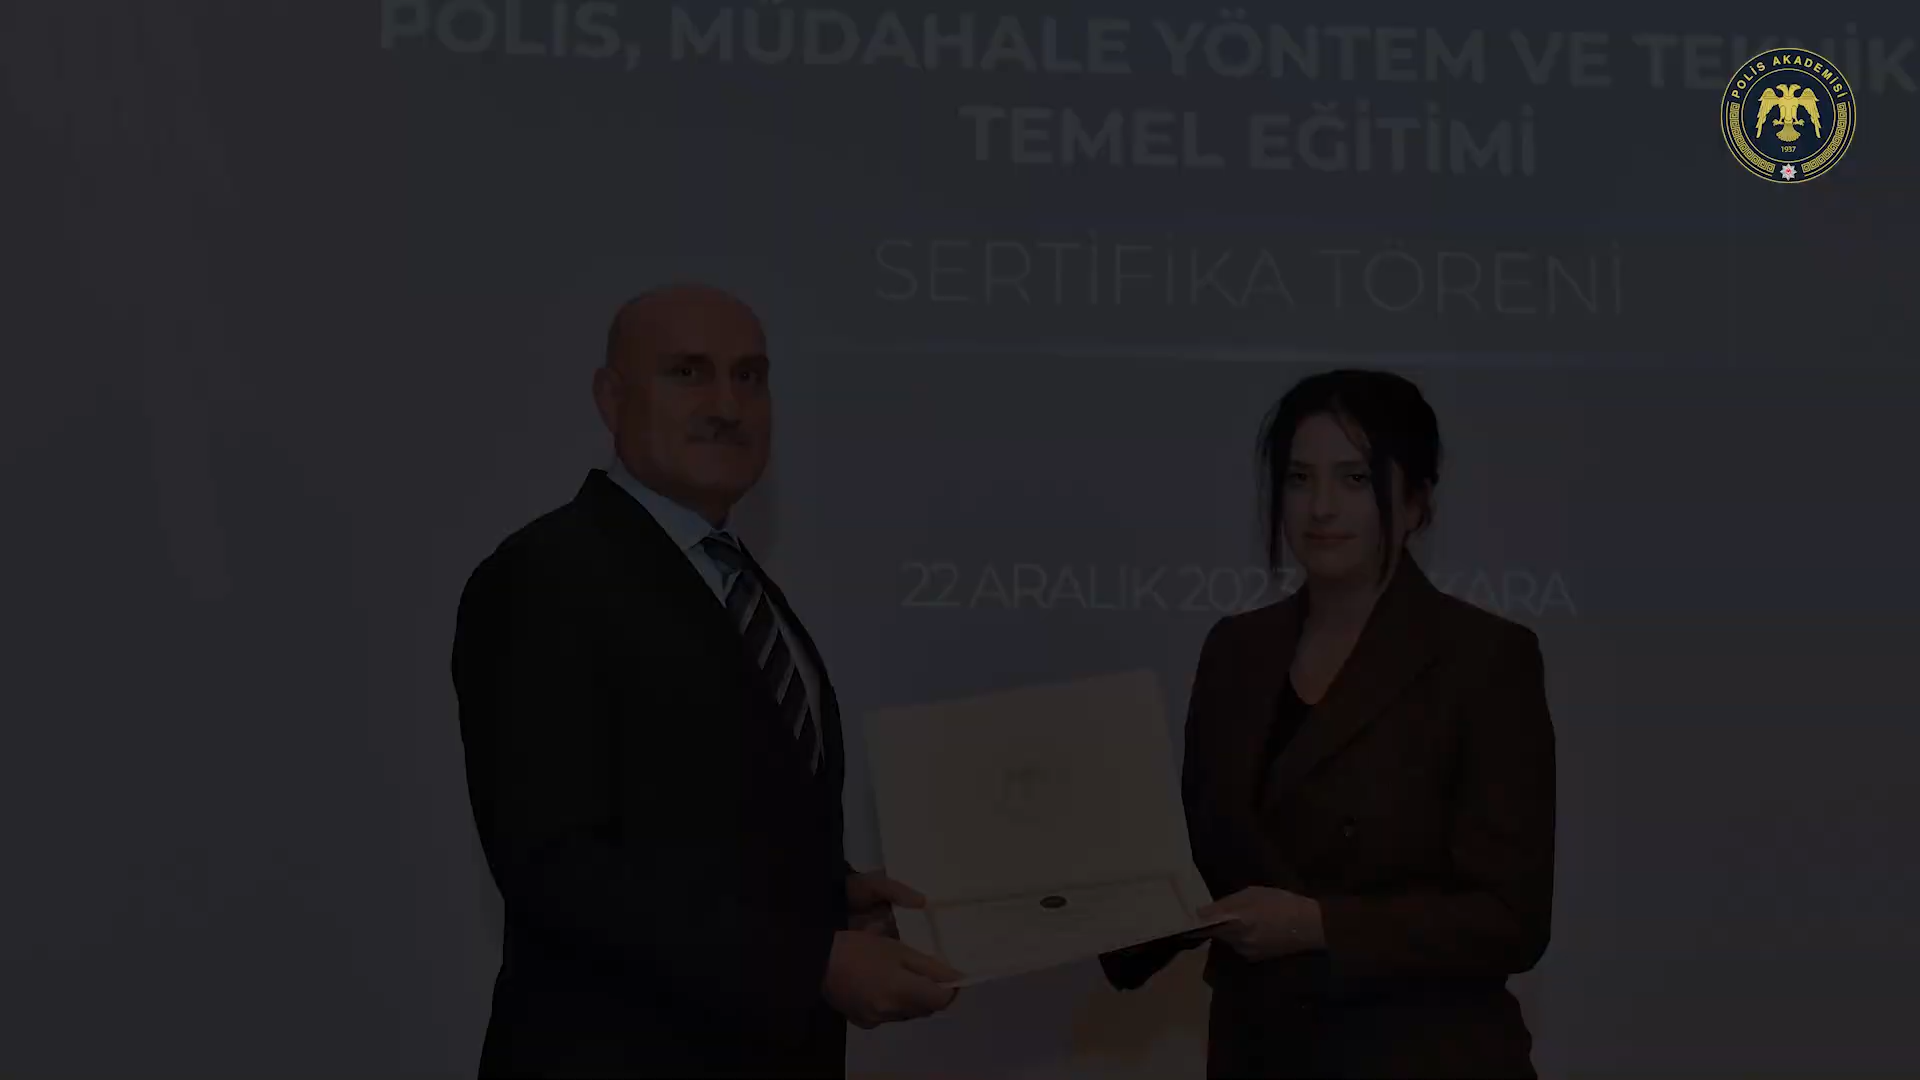 POLİS, MÜDAHALE YÖNTEM VE TEKNİK
TEMEL EĞİTİMİ
SERTİFİKA TÖRENİ
22 ARALIK 2023
POLİS AKADEMİSİ
1937